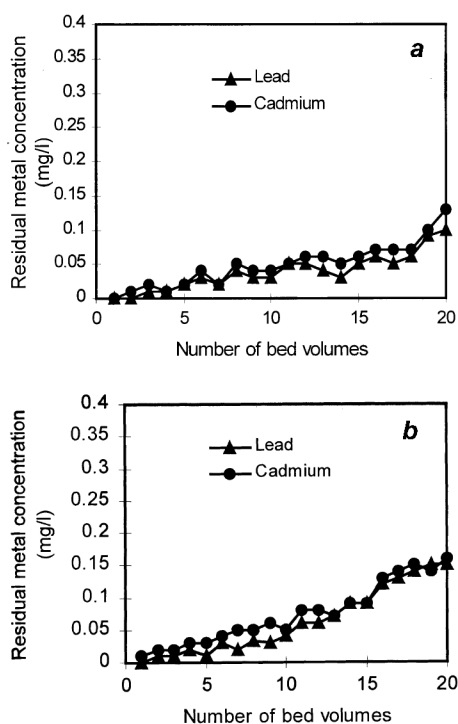 a
Residual metal concentration
(mg/l)
0.4
0.35
0.3
0.25
0.2
0.15
0.1
0.05
0
Lead
Cadmium
0 5 10 15 20
Number of bed volumes
b
Residual metal concentration
(mg/l)
0.4
0.35
0.3
0.25
0.2
0.15
0.1
0.05
0
Lead
Cadmium
0 5 10 15 20
Number of bed volumes